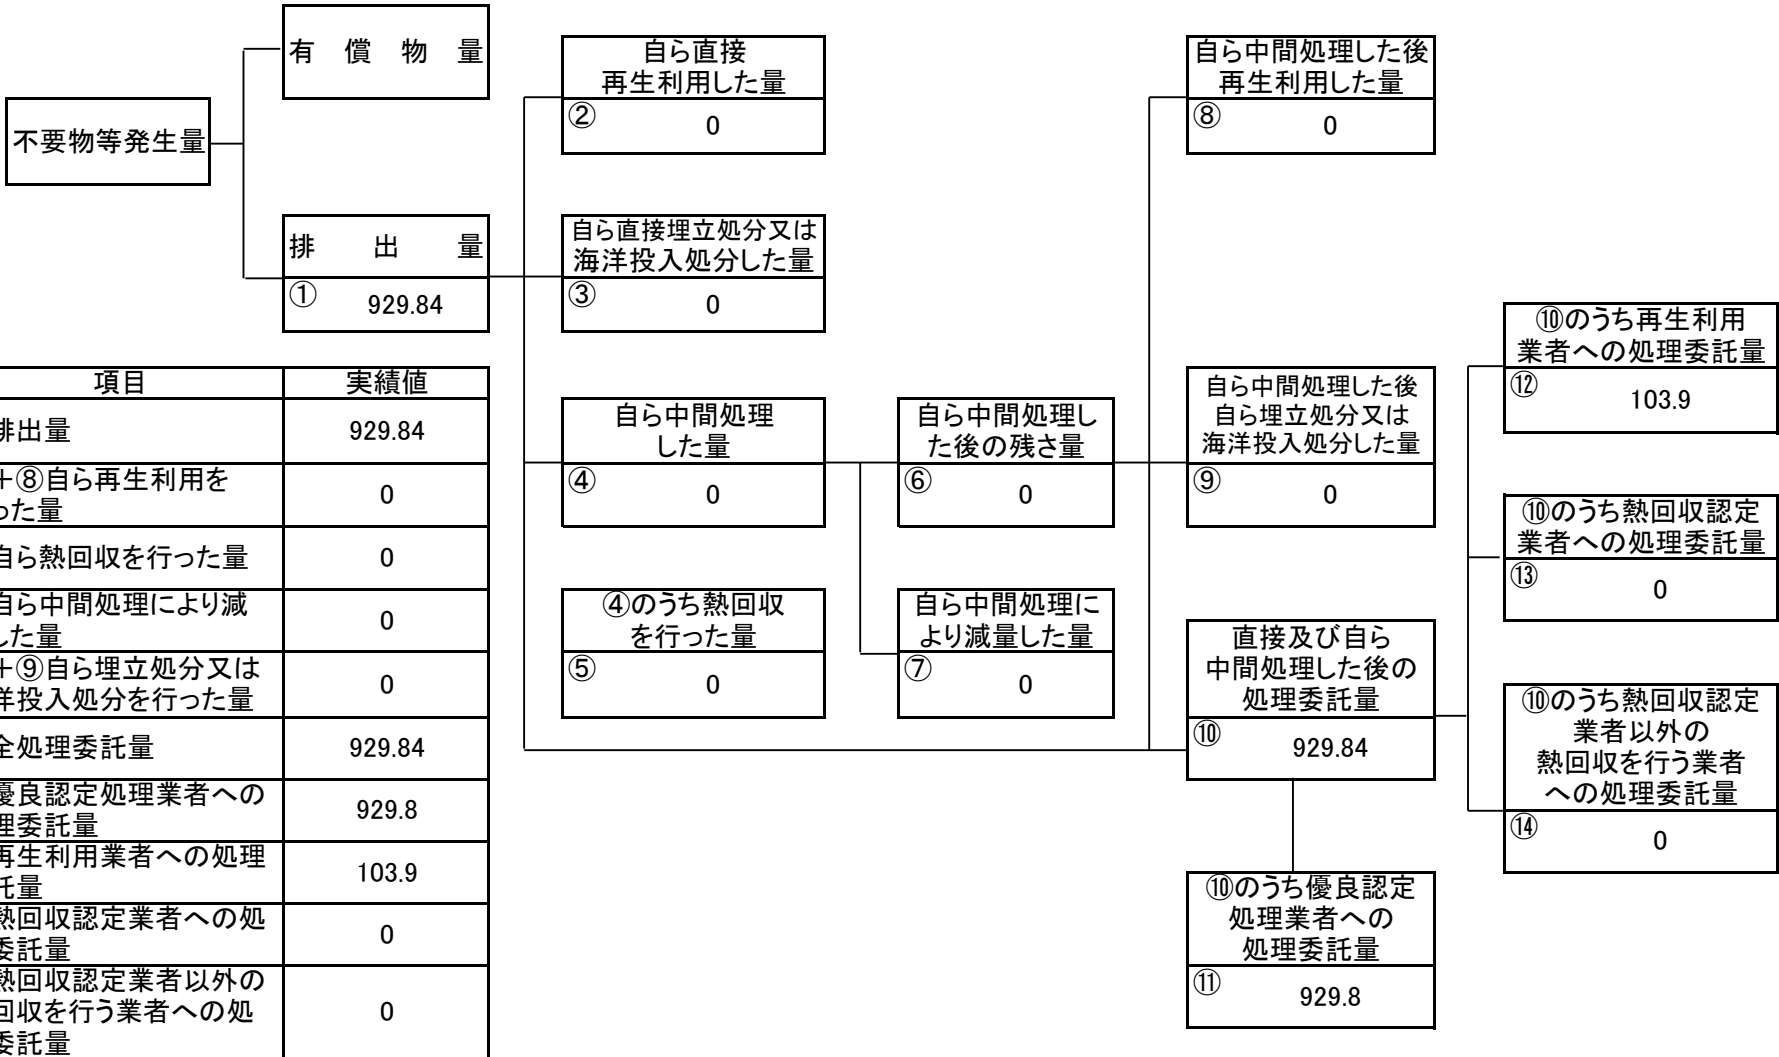 有償物量
不要物等発生量
排出量
① 929.84
自ら直接
再生利用した量
② 0
自ら直接埋立処分又は
海洋投入処分した量
③ 0
自ら中間処理
した量
④ 0
④のうち熱回収
を行った量
⑤ 0
自ら中間処理し
た後の残さ量
⑥ 0
自ら中間処理に
より減量した量
⑦ 0
自ら中間処理した後
再生利用した量
⑧ 0
自ら中間処理した後
自ら埋立処分又は
海洋投入処分した量
⑨ 0
直接及び自ら
中間処理した後の
処理委託量
⑩ 929.84
⑩のうち優良認定
処理業者への
処理委託量
⑪ 929.8
⑩のうち再生利用
業者への処理委託量
⑫ 103.9
⑩のうち熱回収認定
業者への処理委託量
⑬ 0
⑩のうち熱回収認定
業者以外の
熱回収を行う業者
への処理委託量
⑭ 0
項目 実績値
排出量 929.84
+⑧自ら再生利用を
った量 0
自ら熱回収を行った量 0
自ら中間処理により減
した量 0
+⑨自ら埋立処分又は
洋投入処分を行った量 0
全処理委託量 929.84
優良認定処理業者への
理委託量 929.8
再生利用業者への処理
託量 103.9
熱回収認定業者への処
委託量 0
熱回収認定業者以外の
回収を行う業者への処
委託量 0